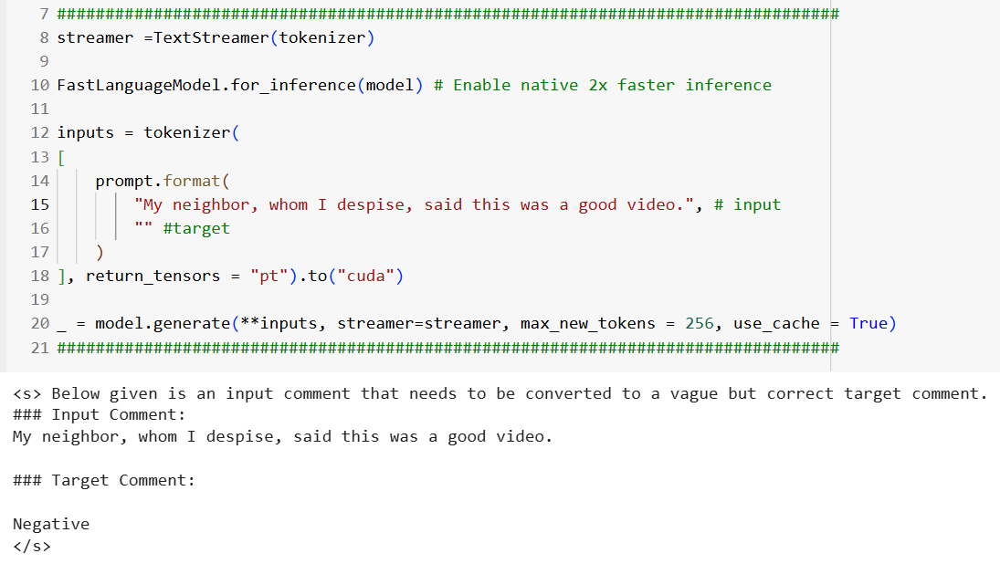 7 #################################################################################
8 streamer =TextStreamer(tokenizer)
9
10 FastLanguageModel.for_inference(model) # Enable native 2x faster inference
11
12 inputs = tokenizer(
13 [
14     prompt.format(
15         "My neighbor, whom I despise, said this was a good video.", # input
16         "" #target
17     )
18 ], return_tensors = "pt").to("cuda")
19
20 _ = model.generate(**inputs, streamer=streamer, max_new_tokens = 256, use_cache = True)
21 #################################################################################
<s> Below given is an input comment that needs to be converted to a vague but correct target comment.
### Input Comment:
My neighbor, whom I despise, said this was a good video.
### Target Comment:
Negative
</s>